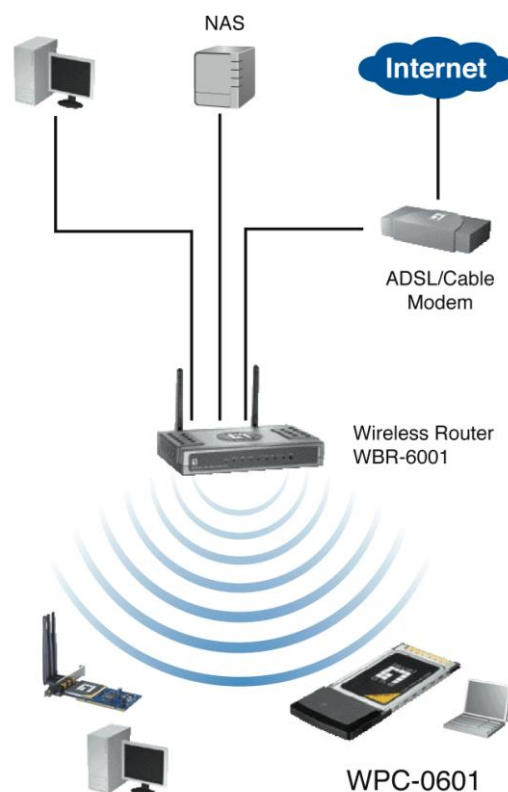 NAS
Internet
ADSL/Cable
Modem
Wireless Router
WBR-6001
WPC-0601